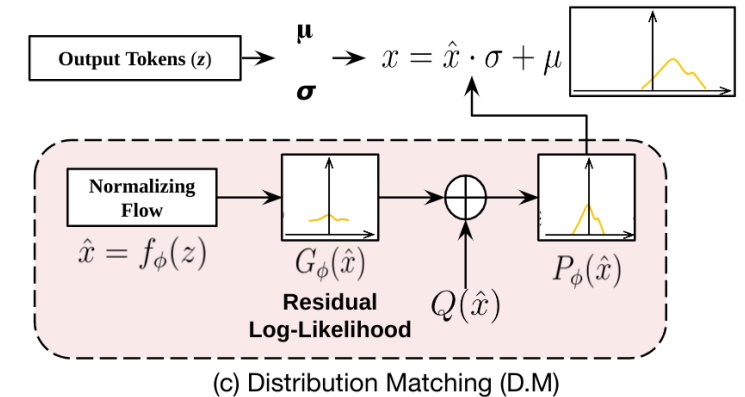 Output Tokens (z)
μ
σ
x = x̂ · σ + μ
Normalizing
Flow
x̂ = f_ϕ(z)
G_ϕ(x̂)
Residual
Log-Likelihood
Q(x̂)
P_ϕ(x̂)
(c) Distribution Matching (D.M)